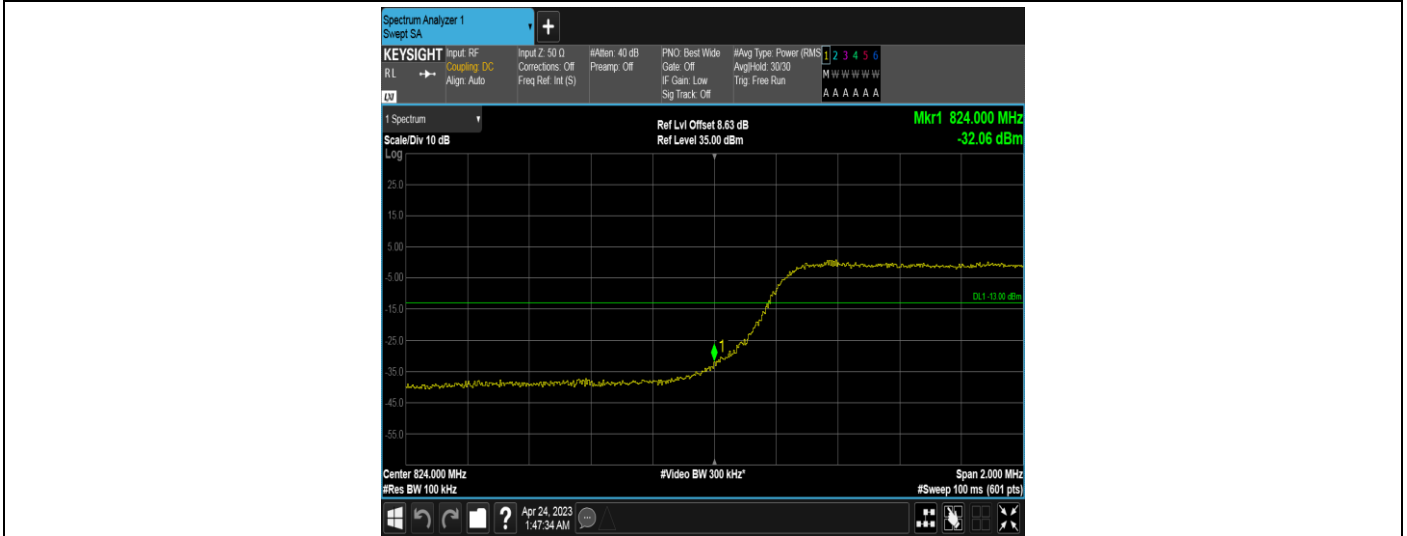 Spectrum Analyzer 1
Swept SA
+
KEYSIGHT Input: RF Input Z: 50 Ω #Atten: 40 dB PNO: Best Wide #Avg Type: Power (RMS 1 2 3 4 5 6
RL Coupling: DC Corrections: Off Preamp: Off Gate: Off Avg|Hold: 30/30 M W W W W W
Align: Auto Freq Ref: Int (S) IF Gain: Low Trig: Free Run
LXI Sig Track: Off A A A A A A
1 Spectrum Ref Lvl Offset 8.63 dB Mkr1 824.000 MHz
Scale/Div 10 dB Ref Level 35.00 dBm -32.06 dBm
Log
25.0
15.0
5.00
-5.00
DL1 -13.00 dBm
-15.0
-25.0
1
-35.0
-45.0
-55.0
Center 824.000 MHz #Video BW 300 kHz* Span 2.000 MHz
#Res BW 100 kHz #Sweep 100 ms (601 pts)
? Apr 24, 2023
1:47:34 AM